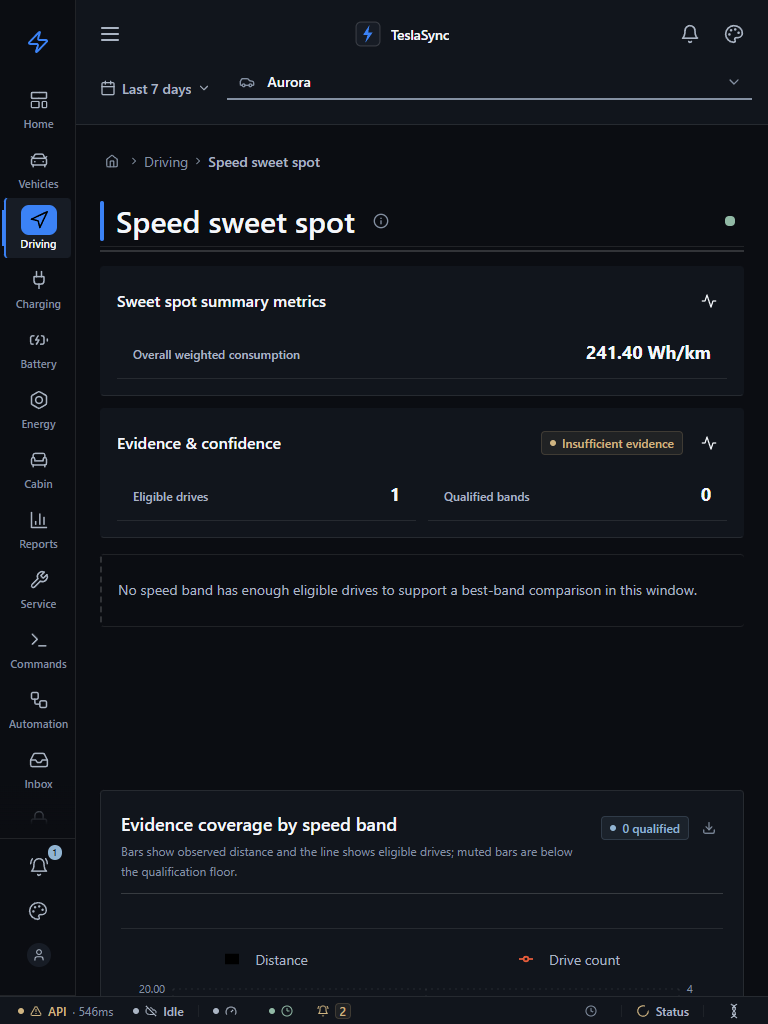 TeslaSync
Last 7 days
Aurora
Home
Vehicles
Driving
Charging
Battery
Energy
Cabin
Reports
Service
Commands
Automation
Inbox
1
Driving
Speed sweet spot
Speed sweet spot
Sweet spot summary metrics
Overall weighted consumption
241.40 Wh/km
Evidence & confidence
Insufficient evidence
Eligible drives
1
Qualified bands
0
No speed band has enough eligible drives to support a best-band comparison in this window.
Evidence coverage by speed band
0 qualified
Bars show observed distance and the line shows eligible drives; muted bars are below
the qualification floor.
Distance
Drive count
20.00
4
API · 546ms
Idle
2
Status